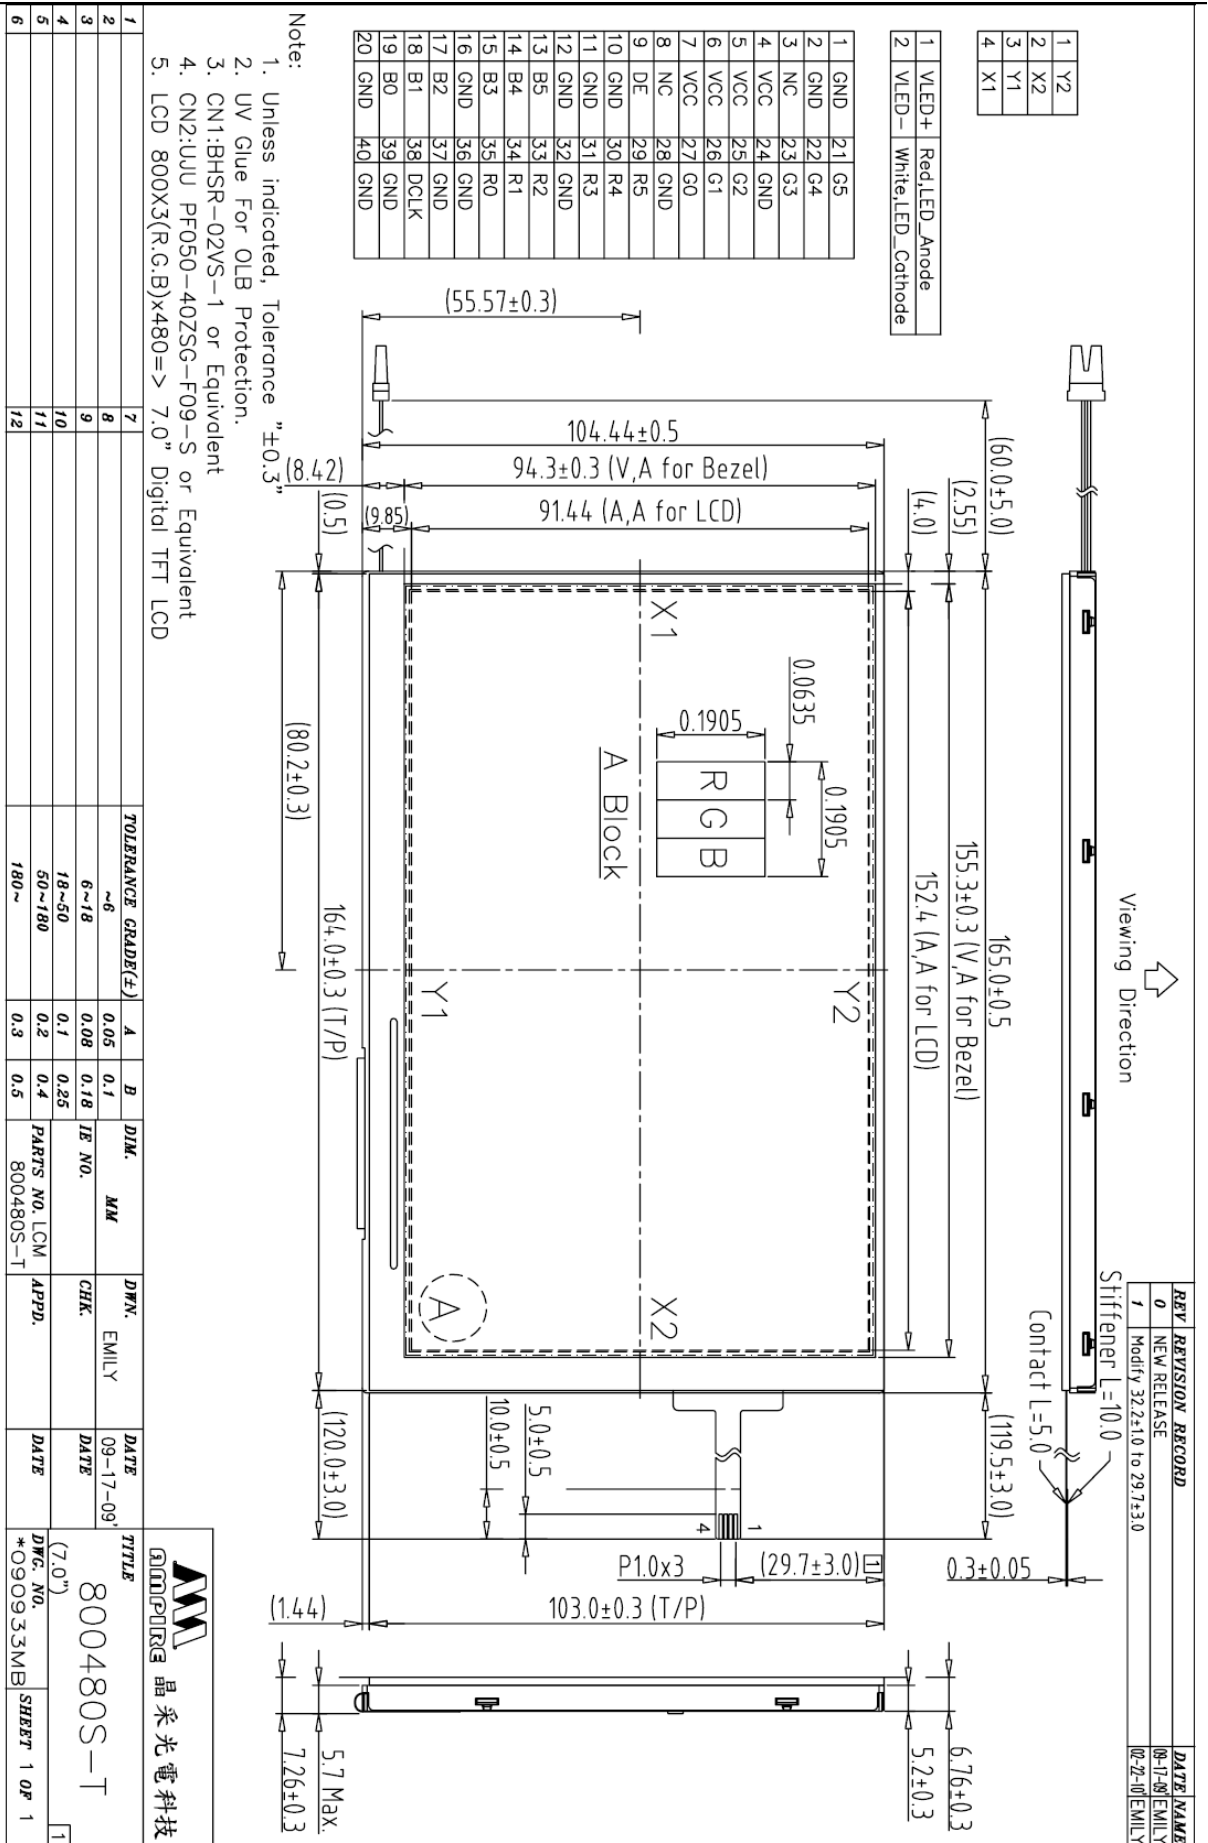 1 Y2
2 X2
3 Y1
4 X1
1 VLED+ Red,LED_Anode
2 VLED- White,LED_Cathode
1 GND 21 G5
2 GND 22 G4
3 NC 23 G3
4 VCC 24 GND
5 VCC 25 G2
6 VCC 26 G1
7 VCC 27 G0
8 NC 28 GND
9 DE 29 R5
10 GND 30 R4
11 GND 31 R3
12 GND 32 GND
13 B5 33 R2
14 B4 34 R1
15 B3 35 R0
16 GND 36 GND
17 B2 37 GND
18 B1 38 DCLK
19 B0 39 GND
20 GND 40 GND
Note:
1. Unless indicated, Tolerance "±0.3"
2. UV Glue For OLB Protection.
3. CN1:BHSR-02VS-1 or Equivalent
4. CN2:UJU PF050-40ZSG-F09-S or Equivalent
5. LCD 800X3(R.G.B)x480=> 7.0" Digital TFT LCD
Viewing Direction
Stiffener L=10.0
Contact L=5.0
0.3±0.05
(60.0±5.0)
165.0±0.5
(119.5±3.0)
(2.55)
155.3±0.3 (V,A for Bezel)
(4.0)
152.4 (A,A for LCD)
(55.57±0.3)
104.44±0.5
94.3±0.3 (V,A for Bezel)
91.44 (A,A for LCD)
(8.42)
(9.85)
(0.5)
X1
X2
Y1
Y2
0.0635
0.1905
0.1905
R G B
A Block
A
(80.2±0.3)
164.0±0.3 (T/P)
(120.0±3.0)
5.0±0.5
10.0±0.5
1
4
P1.0x3
(29.7±3.0) 1
103.0±0.3 (T/P)
(1.44)
6.76±0.3
5.2±0.3
5.7 Max.
7.26±0.3
REV REVISION RECORD DATE NAME
0 NEW RELEASE 09-17-09' EMILY
1 Modify 32.2±1.0 to 29.7±3.0 02-22-10' EMILY
1 7
2 8
3 9
4 10
5 11
6 12
TOLERANCE GRADE(±) A B
~6 0.05 0.1
6~18 0.08 0.18
18~50 0.1 0.25
50~180 0.2 0.4
180~ 0.3 0.5
DIM. MM
IE NO.
PARTS NO. LCM
800480S-T
DWN. EMILY
DATE 09-17-09'
CHK.
DATE
APPD.
DATE
AMPIRE 晶采光電科技
TITLE
800480S-T
(7.0")
1
DWG. NO.
*090933MB
SHEET 1 OF 1